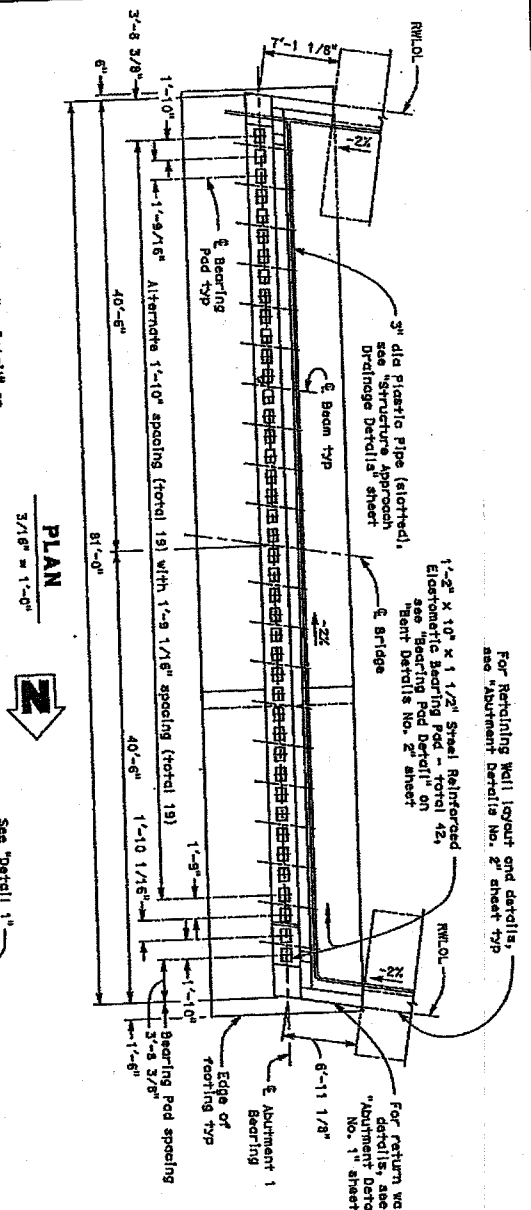 For Retaining Wall layout and details,
see "Abutment Details No. 2" sheet typ
1'-2" x 10" x 1 1/2" Steel Reinforced
Elastomeric Bearing Pad - total 42,
see "Bearing Pad Detail" on
"Bent Details No. 2" sheet
3" dia Plastic Pipe (slotted),
see "Structure Approach
Drainage Details" sheet
RWLOL
RWLOL
7'-1 1/8"
-2%
-2%
-2%
℄ Bridge
℄ Beam typ
℄ Bearing
Pad typ
For return wa
details, see
"Abutment Deta
No. 1" sheet
6'-11 1/8"
℄ Abutment 1
Bearing
Edge of
footing typ
3'-8 3/8"
6"
1'-10"
1'-9/16"
Alternate 1'-10" spacing (total 19) with 1'-9 1/16" spacing (total 19)
1'-9"
1'-10 1/16"
1'-10"
Bearing Pad spacing
3'-8 3/8"
1'-6"
40'-6"
40'-6"
81'-0"
PLAN
3/16" = 1'-0"
N
See "Detail 1"